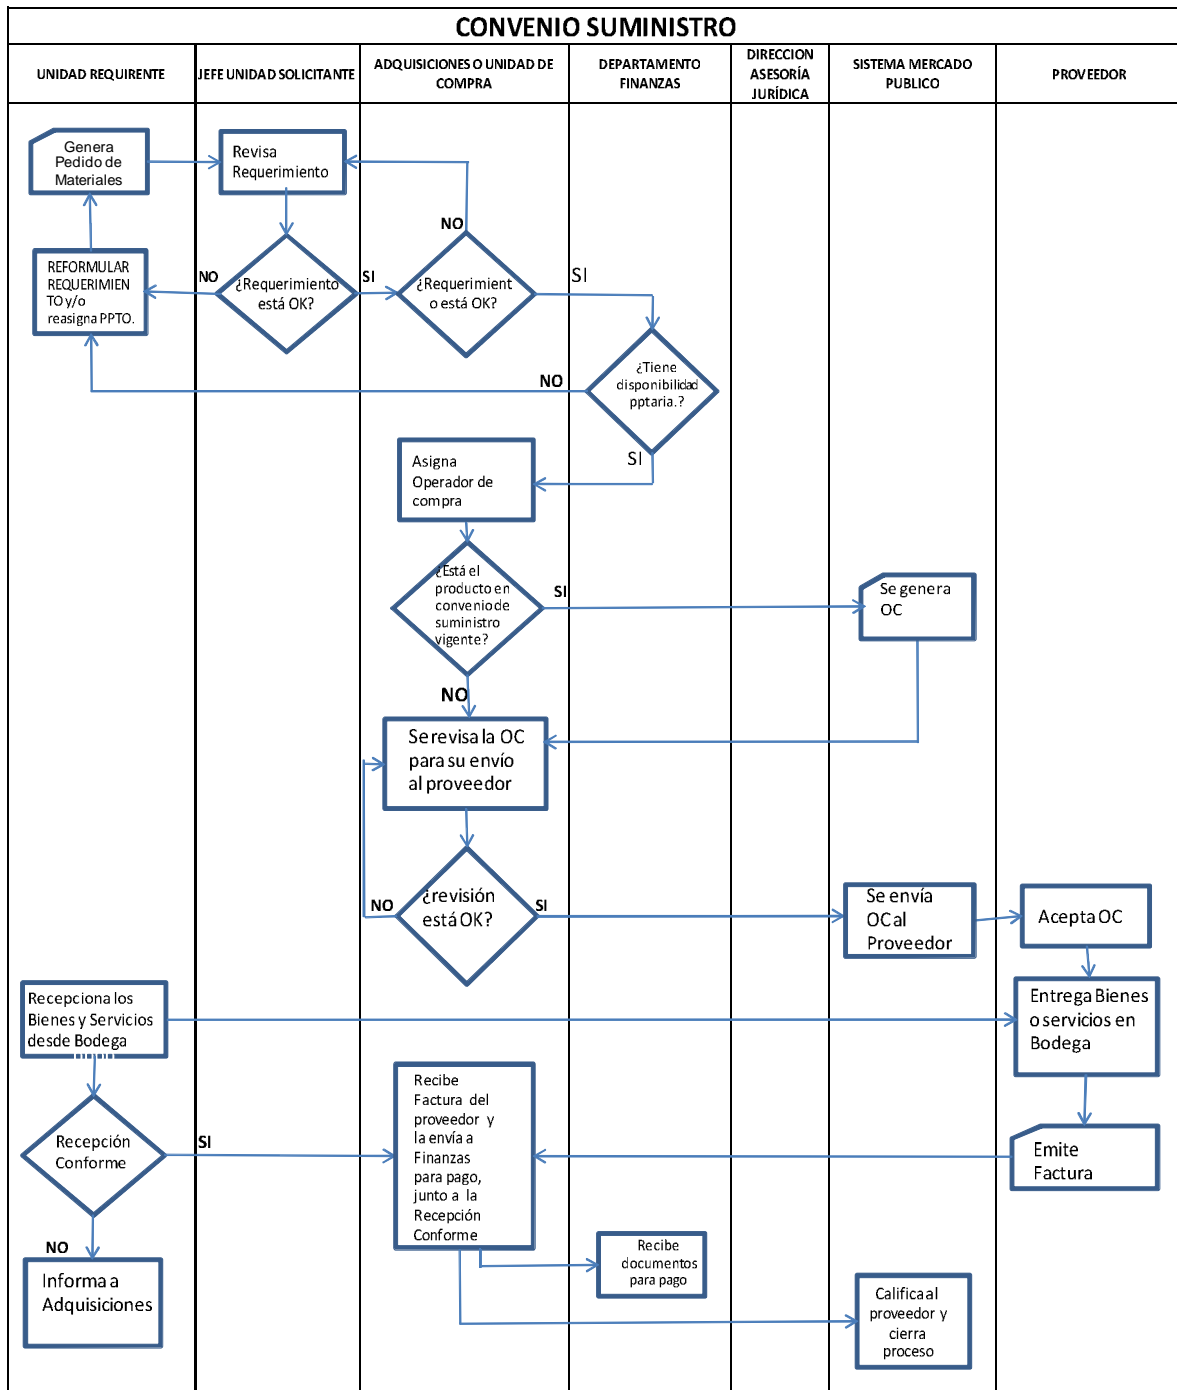 CONVENIO SUMINISTRO
UNIDAD REQUIRENTE
JEFE UNIDAD SOLICITANTE
ADQUISICIONES O UNIDAD DE
COMPRA
DEPARTAMENTO
FINANZAS
DIRECCION
ASESORÍA
JURÍDICA
SISTEMA MERCADO
PUBLICO
PROVEEDOR
Genera
Pedido de
Materiales
Revisa
Requerimiento
NO
REFORMULAR
REQUERIMIEN
TO y/o
reasigna PPTO.
NO
¿Requerimiento
está OK?
SI
¿Requerimient
o está OK?
SI
¿Tiene
disponibilidad
pptaria.?
NO
SI
Asigna
Operador de
compra
¿Está el
producto en
convenio de
suministro
vigente?
SI
Se genera
OC
NO
Se revisa la OC
para su envío
al proveedor
¿revisión
está OK?
NO
SI
Se envía
OC al
Proveedor
Acepta OC
Recepciona los
Bienes y Servicios
desde Bodega
Entrega Bienes
o servicios en
Bodega
Recepción
Conforme
SI
Recibe
Factura del
proveedor y
la envía a
Finanzas
para pago,
junto a la
Recepción
Conforme
Emite
Factura
NO
Informa a
Adquisiciones
Recibe
documentos
para pago
Califica al
proveedor y
cierra
proceso